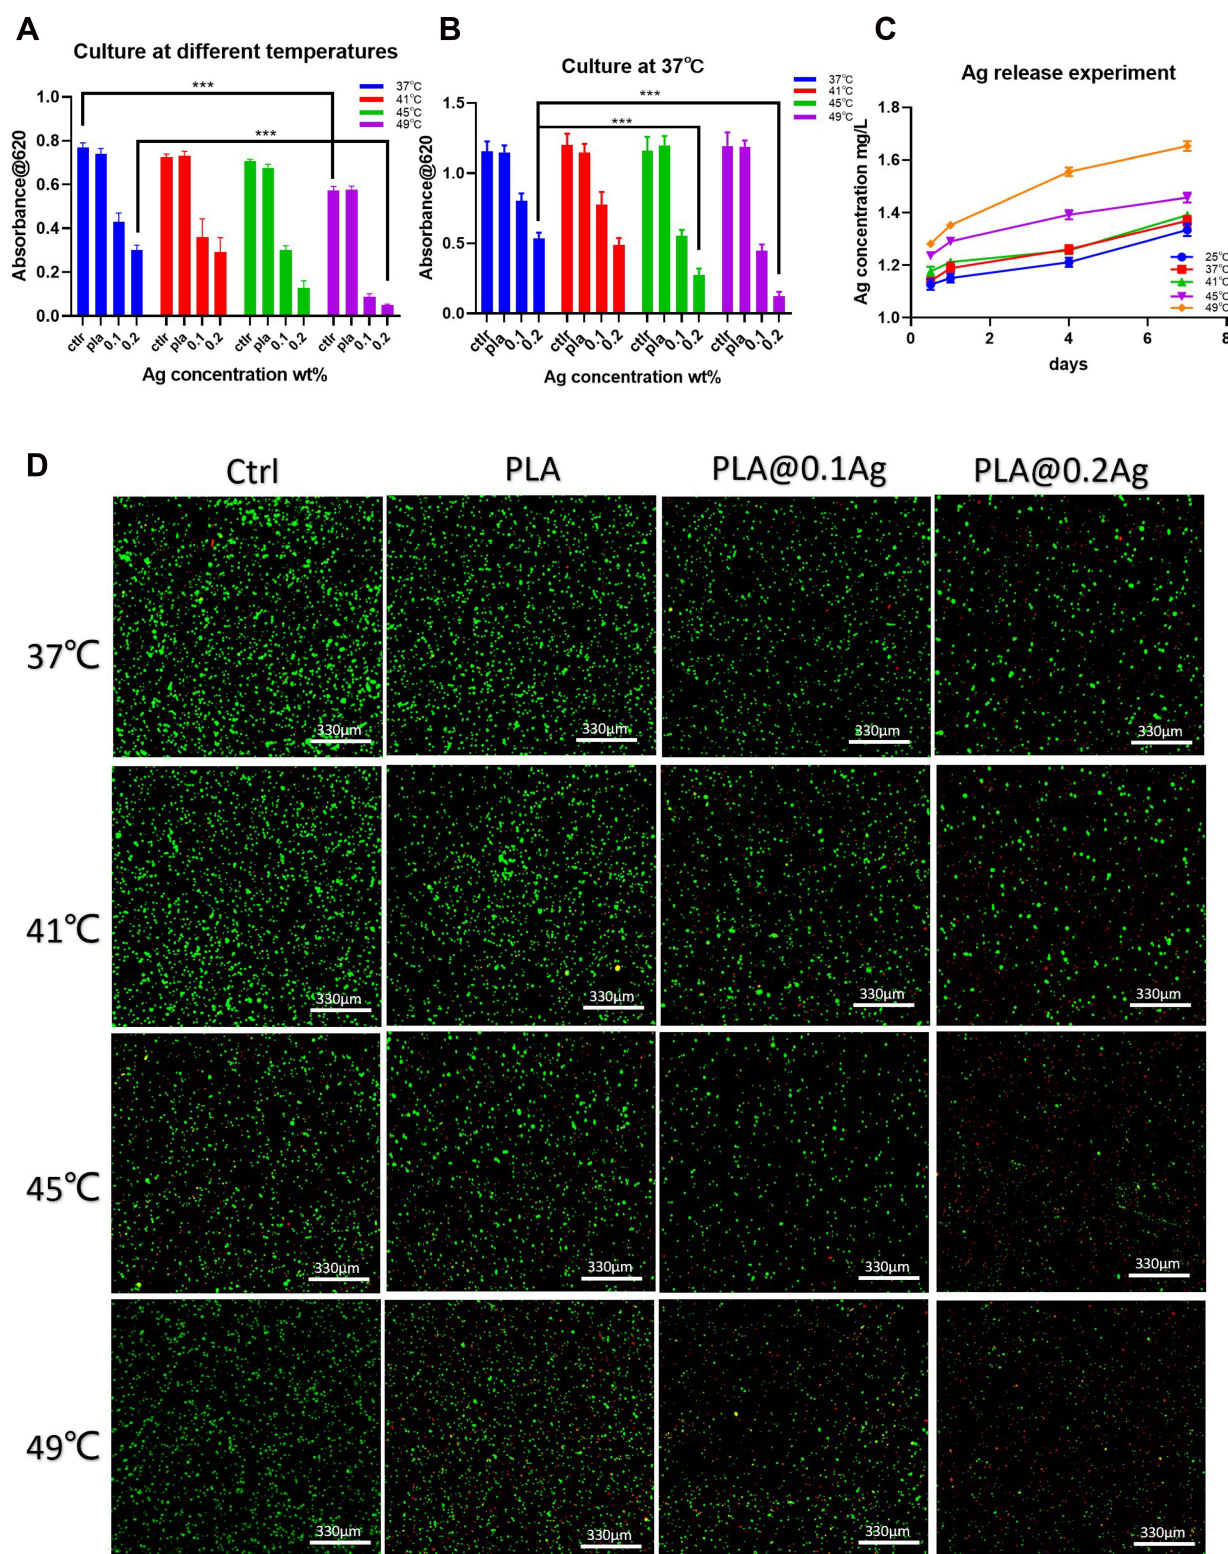 A
Culture at different temperatures
37℃
41℃
45℃
49℃
***
***
Absorbance@620
1.0
0.8
0.6
0.4
0.2
0.0
ctlr pla 0.1 0.2 ctlr pla 0.1 0.2 ctlr pla 0.1 0.2 ctlr pla 0.1 0.2
Ag concentration wt%
B
Culture at 37℃
37℃
41℃
45℃
49℃
***
***
Absorbance@620
1.5
1.0
0.5
0.0
ctlr pla 0.1 0.2 ctlr pla 0.1 0.2 ctlr pla 0.1 0.2 ctlr pla 0.1 0.2
Ag concentration wt%
C
Ag release experiment
Ag concentration mg/L
1.8
1.6
1.4
1.2
1.0
25℃
37℃
41℃
45℃
49℃
0 2 4 6 8
days
D
Ctrl PLA PLA@0.1Ag PLA@0.2Ag
37℃
330μm 330μm 330μm 330μm
41℃
330μm 330μm 330μm 330μm
45℃
330μm 330μm 330μm 330μm
49℃
330μm 330μm 330μm 330μm